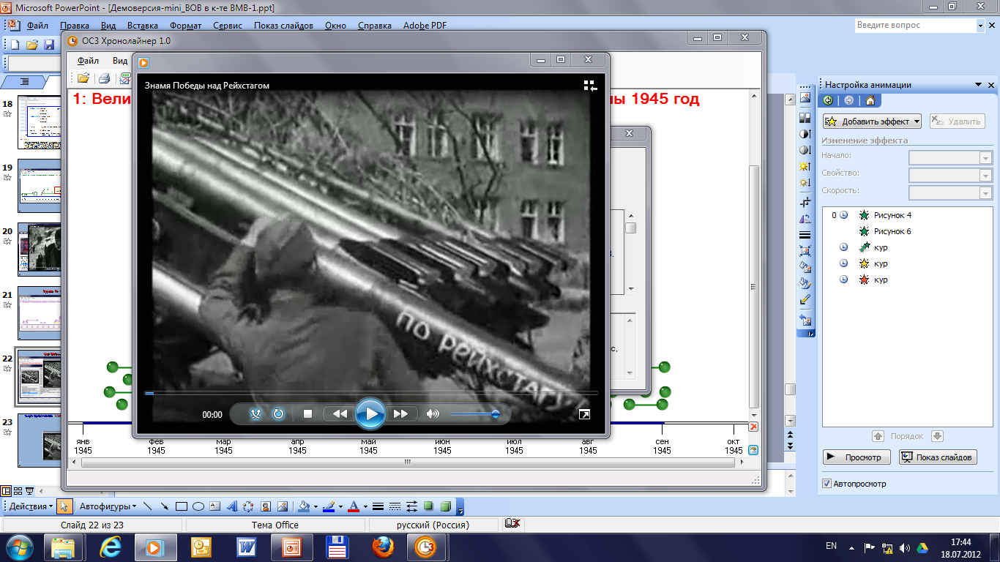 Microsoft PowerPoint - [Демоверсия-mini_ВОВ в к-те ВМВ-1.ppt]
Файл Правка Вид Вставка Формат Сервис Показ слайдов Окно Справка Adobe PDF
Введите вопрос
ОС3 Хронолайнер 1.0
Файл Вид
Знамя Победы над Рейхстагом
1: Вели
ны 1945 год
ПО РЕЙХСТАГУ
00:00
янв фев мар апр май июн июл авг сен окт
1945 1945 1945 1945 1945 1945 1945 1945 1945 1945
18
19
20
21
22
23
Настройка анимации
Добавить эффект
Удалить
Изменение эффекта
Начало:
Свойство:
Скорость:
0 Рисунок 4
Рисунок 6
кур
кур
кур
Порядок
Просмотр
Показ слайдов
Автопросмотр
Действия Автофигуры
Слайд 22 из 23
Тема Office
русский (Россия)
EN
17:44
18.07.2012